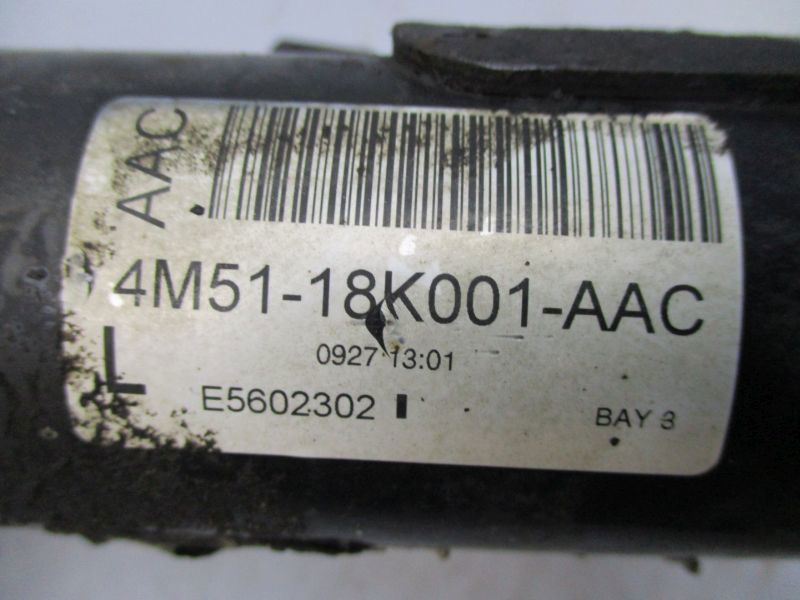 AAC
4M51-18K001-AAC
L
0927 13:01
E5602302
BAY 3